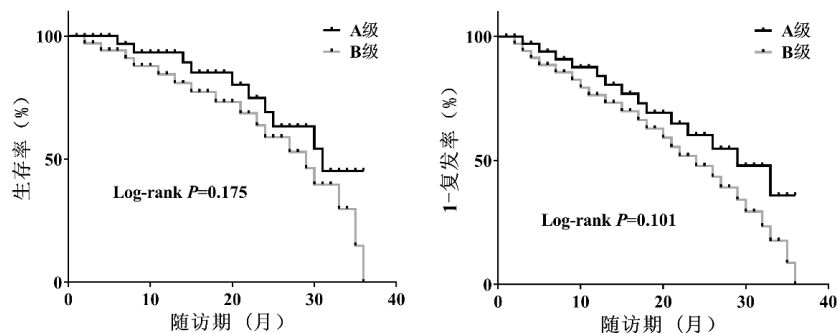 A级
B级
100
50
0
生存率（%）
Log-rank P=0.175
0 10 20 30 40
随访期（月）
A级
B级
100
50
0
1-复发率（%）
Log-rank P=0.101
0 10 20 30 40
随访期（月）